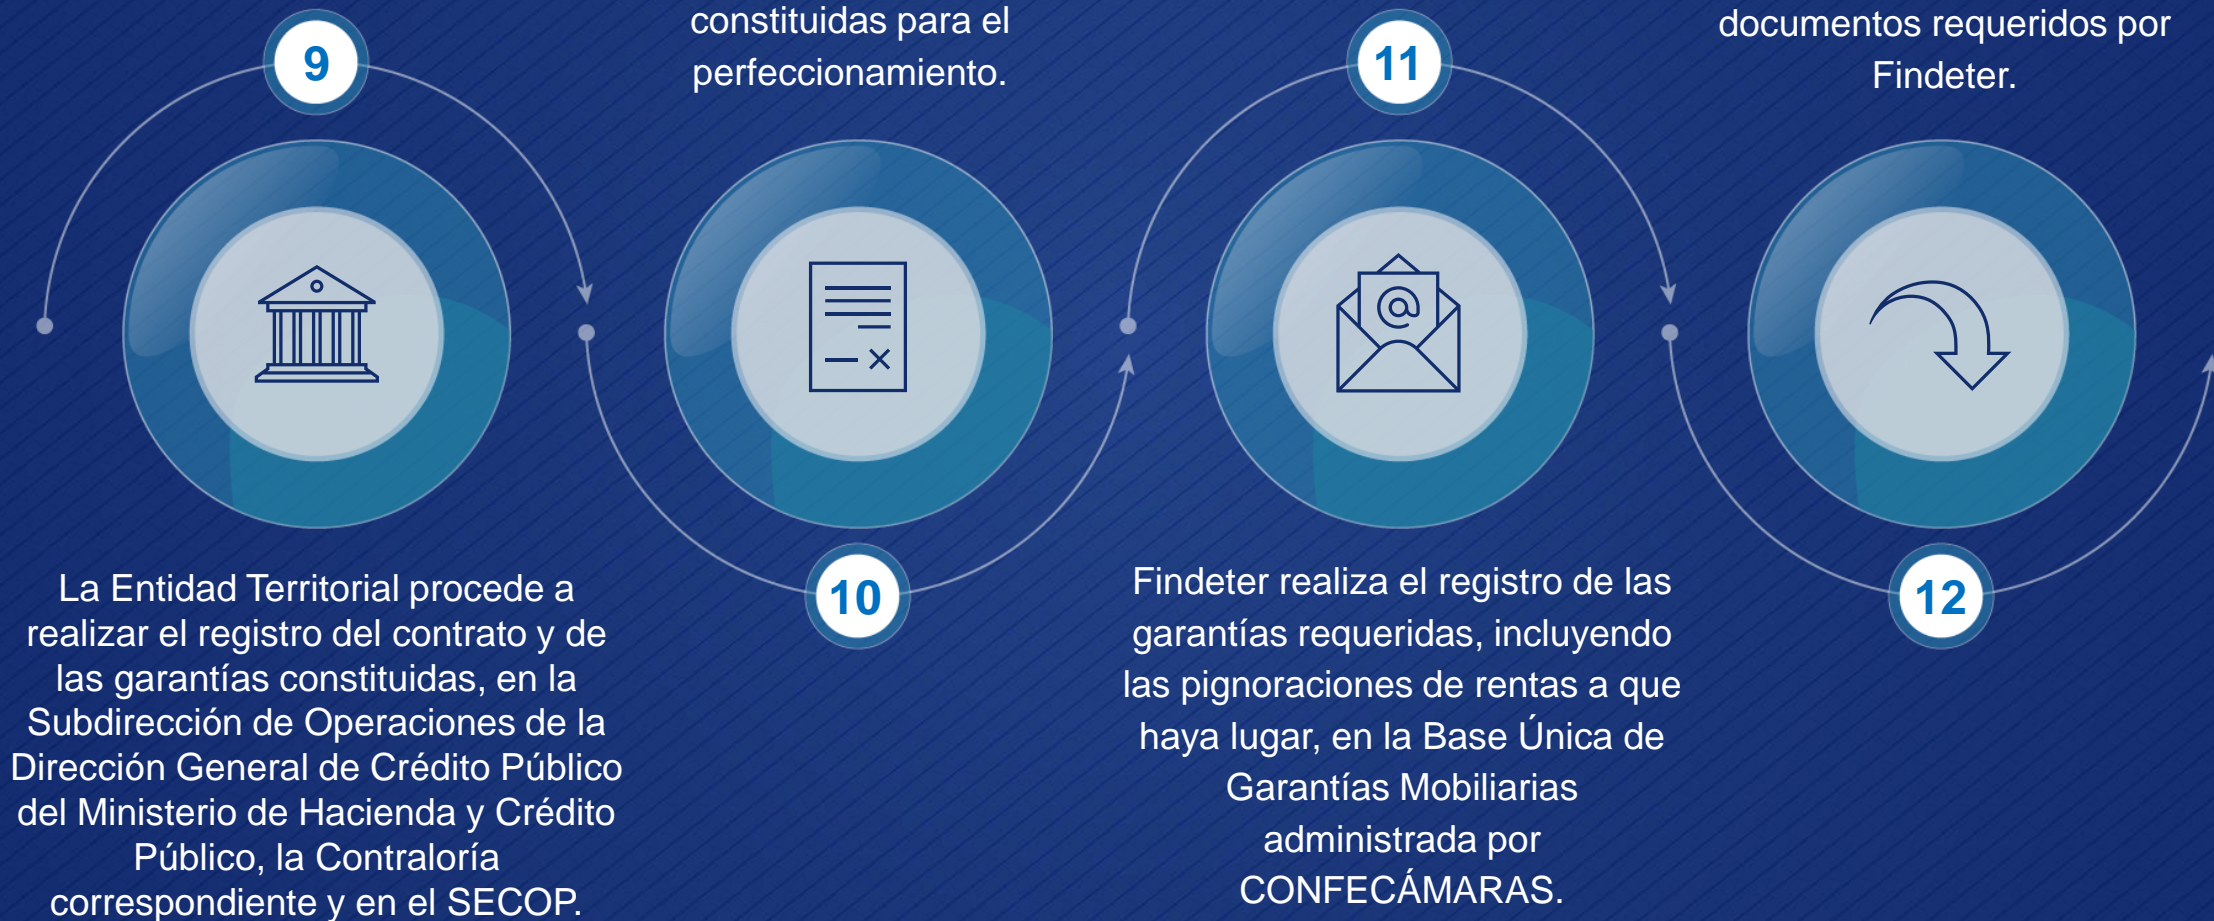 9
La Entidad Territorial procede a
realizar el registro del contrato y de
las garantías constituidas, en la
Subdirección de Operaciones de la
Dirección General de Crédito Público
del Ministerio de Hacienda y Crédito
Público, la Contraloría
correspondiente y en el SECOP.
constituidas para el
perfeccionamiento.
10
11
Findeter realiza el registro de las
garantías requeridas, incluyendo
las pignoraciones de rentas a que
haya lugar, en la Base Única de
Garantías Mobiliarias
administrada por
CONFECÁMARAS.
documentos requeridos por
Findeter.
12